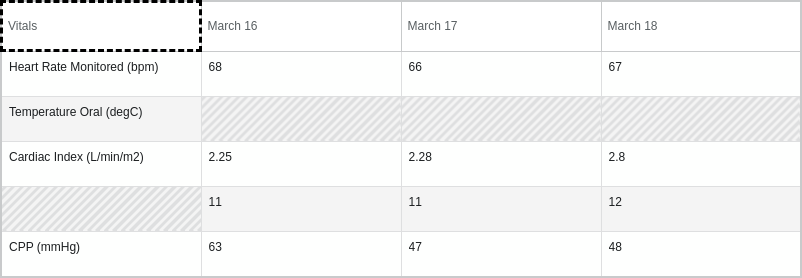 Vitals March 16 March 17 March 18
Heart Rate Monitored (bpm) 68 66 67
Temperature Oral (degC)
Cardiac Index (L/min/m2) 2.25 2.28 2.8
11 11 12
CPP (mmHg) 63 47 48